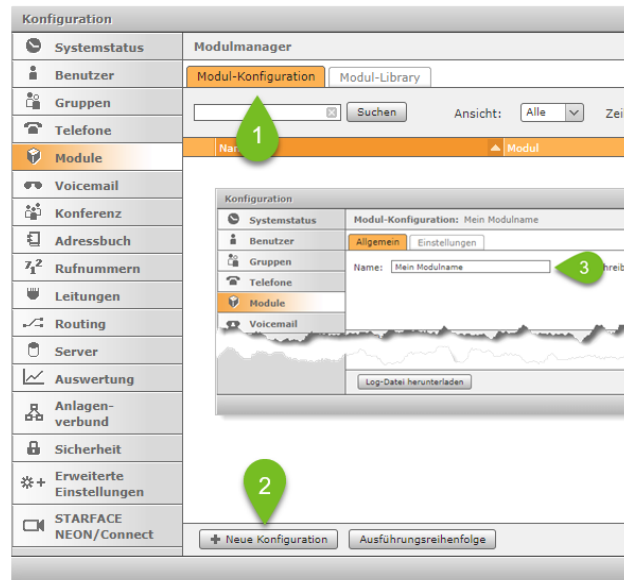 Konfiguration
Systemstatus
Benutzer
Gruppen
Telefone
Module
Voicemail
Konferenz
Adressbuch
Rufnummern
Leitungen
Routing
Server
Auswertung
Anlagen-
verbund
Sicherheit
Erweiterte
Einstellungen
STARFACE
NEON/Connect
Modulmanager
Modul-Konfiguration Modul-Library
Suchen Ansicht: Alle
1
Modul
Konfiguration
Systemstatus
Benutzer
Gruppen
Telefone
Module
Voicemail
Modul-Konfiguration: Mein Modulname
Allgemein Einstellungen
Name: Mein Modulname 3
Log-Datei herunterladen
2
+ Neue Konfiguration Ausführungsreihenfolge